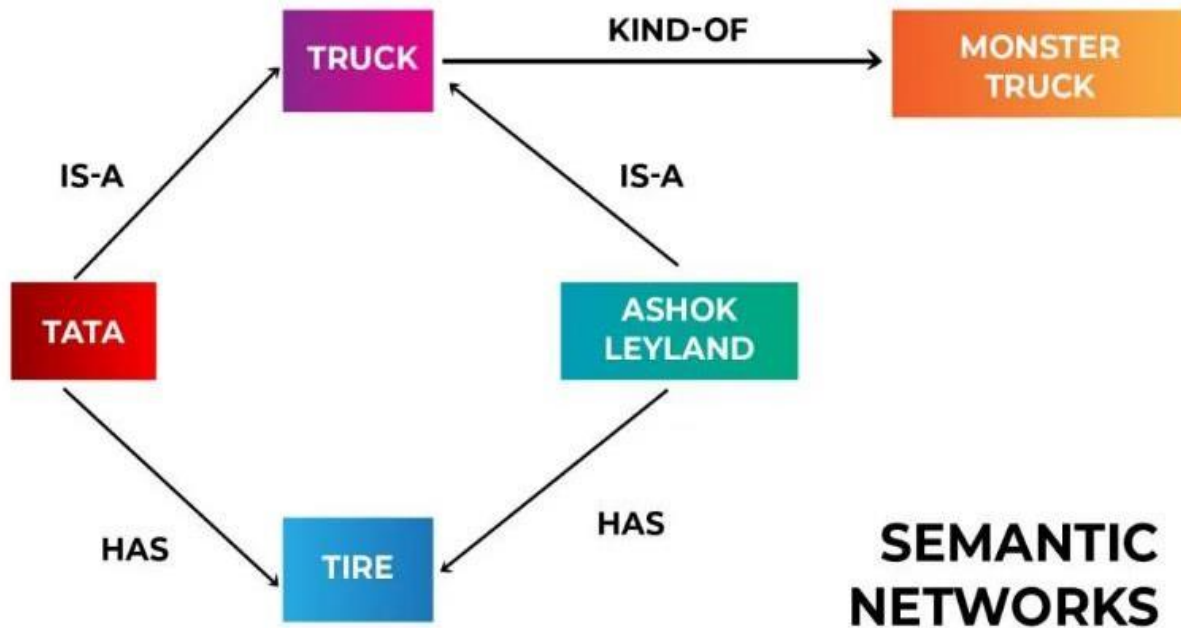 KIND-OF
TRUCK
MONSTER
TRUCK
IS-A
IS-A
TATA
ASHOK
LEYLAND
HAS
HAS
TIRE
SEMANTIC
NETWORKS